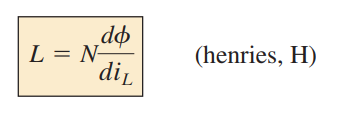 L = N dϕ/di_L (henries, H)